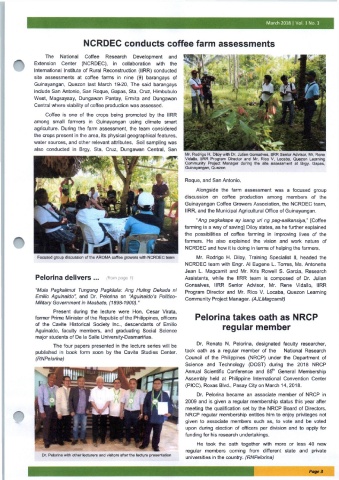 March 2018 | Vol. 1 No. 3
NCRDEC conducts coffee farm assessments
The National Coffee Research Development and
Extension Center (NCRDEC), in collaboration with the
International Institute of Rural Reconstruction (IIRR) conducted
site assessments at coffee farms in nine (9) barangays of
Guinayangan, Quezon last March 19-20. The said barangays
include San Antonio, San Roque, Gapas, Sta. Cruz, Himbubulo
West, Magsaysay, Dungawan Pantay, Ermita and Dungawan
Central where viability of coffee production was assessed.
Coffee is one of the crops being promoted by the IIRR
among small farmers in Guinayangan using climate smart
agriculture. During the farm assessment, the team considered
the crops present in the area, its physical geographical features,
water sources, and other relevant attributes. Soil sampling was
also conducted in Brgy. Sta. Cruz, Dungawan Central, San
Focused group discussion of the AROMA coffee growers with NCRDEC team
Pelorina delivers ... /from page 5
"Mula Paghalimol Tungong Pagkilala: Ang Huling Dekada ni
Emilio Aguinaldo", and Dr. Pelorina on "Aguinaldo's Politico-
Military Government in Mashate, (1898-1900)."
Present during the lecture were Hon. Cesar Virata,
former Prime Minister of the Republic of the Philippines, officers
of the Cavite Historical Society Inc., descendants of Emilio
Aguinaldo, faculty members, and graduating Social Science
major students of De la Salle University-Dasmariñas.
The four papers presented in the lecture series will be
published in book form soon by the Cavite Studies Center.
(RNPelorina)
Dr. Pelorina with other lecturers and visitors after the lecture presentation
Mr. Rodrigo H. Diloy with Dr. Julian Gonsalves, IIRR Senior Advisor, Mr. Rene
Vidallo, IIRR Program Director and Mr. Rico V. Locaba, Quezon Learning
Community Project Manager during the site assessment at Brgy. Gapas,
Guinayangan, Quezon
Roque, and San Antonio.
Alongside the farm assessment was a focused group
discussion on coffee production among members of the
Guinayangan Coffee Growers Association, the NCRDEC team,
IIRR, and the Municipal Agricultural Office of Guinayangan.
"Ang pagkakape ay isang uri ng pag-aalkansiya," [Coffee
farming is a way of saving] Diloy states, as he further explained
the possibilities of coffee farming in improving lives of the
farmers. He also explained the vision and work nature of
NCRDEC and how it is doing in terms of helping the farmers.
Mr. Rodrigo H. Diloy, Training Specialist II, headed the
NCRDEC team with Engr. Al Eugene L. Torres, Ms. Antonette
Jean L. Magcamit and Mr. Kris Rowell S. Garcia, Research
Assistants, while the IIRR team is composed of Dr. Julian
Gonsalves, IIRR Senior Advisor, Mr. Rene Vidallo, IIRR
Program Director and Mr. Rico V. Locaba, Quezon Learning
Community Project Manager. (AJLMagcamit)
Pelorina takes oath as NRCP
regular member
Dr. Renato N. Pelorina, designated faculty researcher,
took oath as a regular member of the National Research
Council of the Philippines (NRCP) under the Department of
Science and Technology (DOST) during the 2018 NRCP
Annual Scientific Conference and 85th General Membership
Assembly held at Philippine International Convention Center
(PICC), Roxas Blvd., Pasay City on March 14, 2018.
Dr. Pelorina became an associate member of NRCP in
2009 and is given a regular membership status this year after
meeting the qualification set by the NRCP Board of Directors.
NRCP regular membership entitles him to enjoy privileges not
given to associate members such as, to vote and be voted
upon during election of officers per division and to apply for
funding for his research undertakings.
He took the oath together with more or less 40 new
regular members coming from different state and private
universities in the country. (RNPelorina)